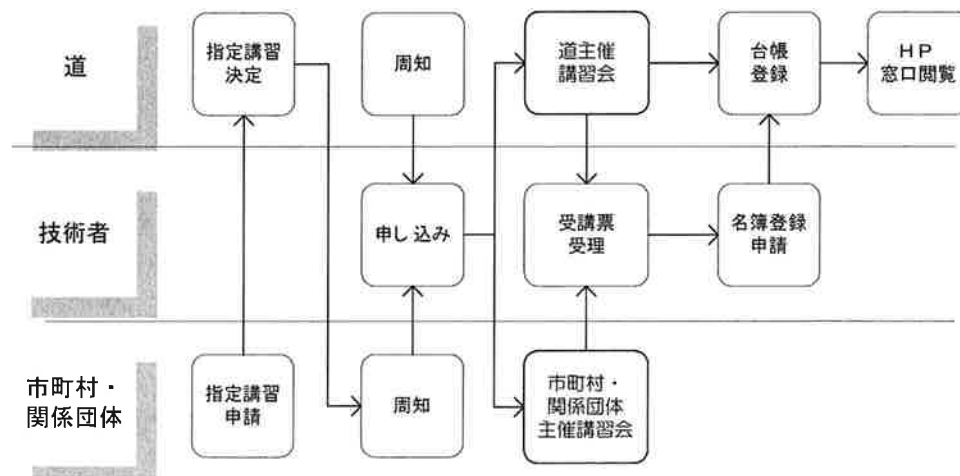 道
指定講習
決定
周知
道主催
講習会
台帳
登録
HP
窓口閲覧
技術者
申し込み
受講票
受理
名簿登録
申請
市町村・
関係団体
指定講習
申請
周知
市町村・
関係団体
主催講習会